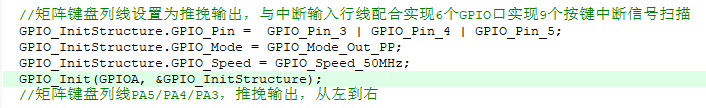 //矩阵键盘列线设置为推挽输出，与中断输入行线配合实现6个GPIO口实现9个按键中断信号扫描
GPIO_InitStructure.GPIO_Pin =  GPIO_Pin_3 | GPIO_Pin_4 | GPIO_Pin_5;
GPIO_InitStructure.GPIO_Mode = GPIO_Mode_Out_PP;
GPIO_InitStructure.GPIO_Speed = GPIO_Speed_50MHz;
GPIO_Init(GPIOA, &GPIO_InitStructure);
//矩阵键盘列线PA5/PA4/PA3，推挽输出，从左到右